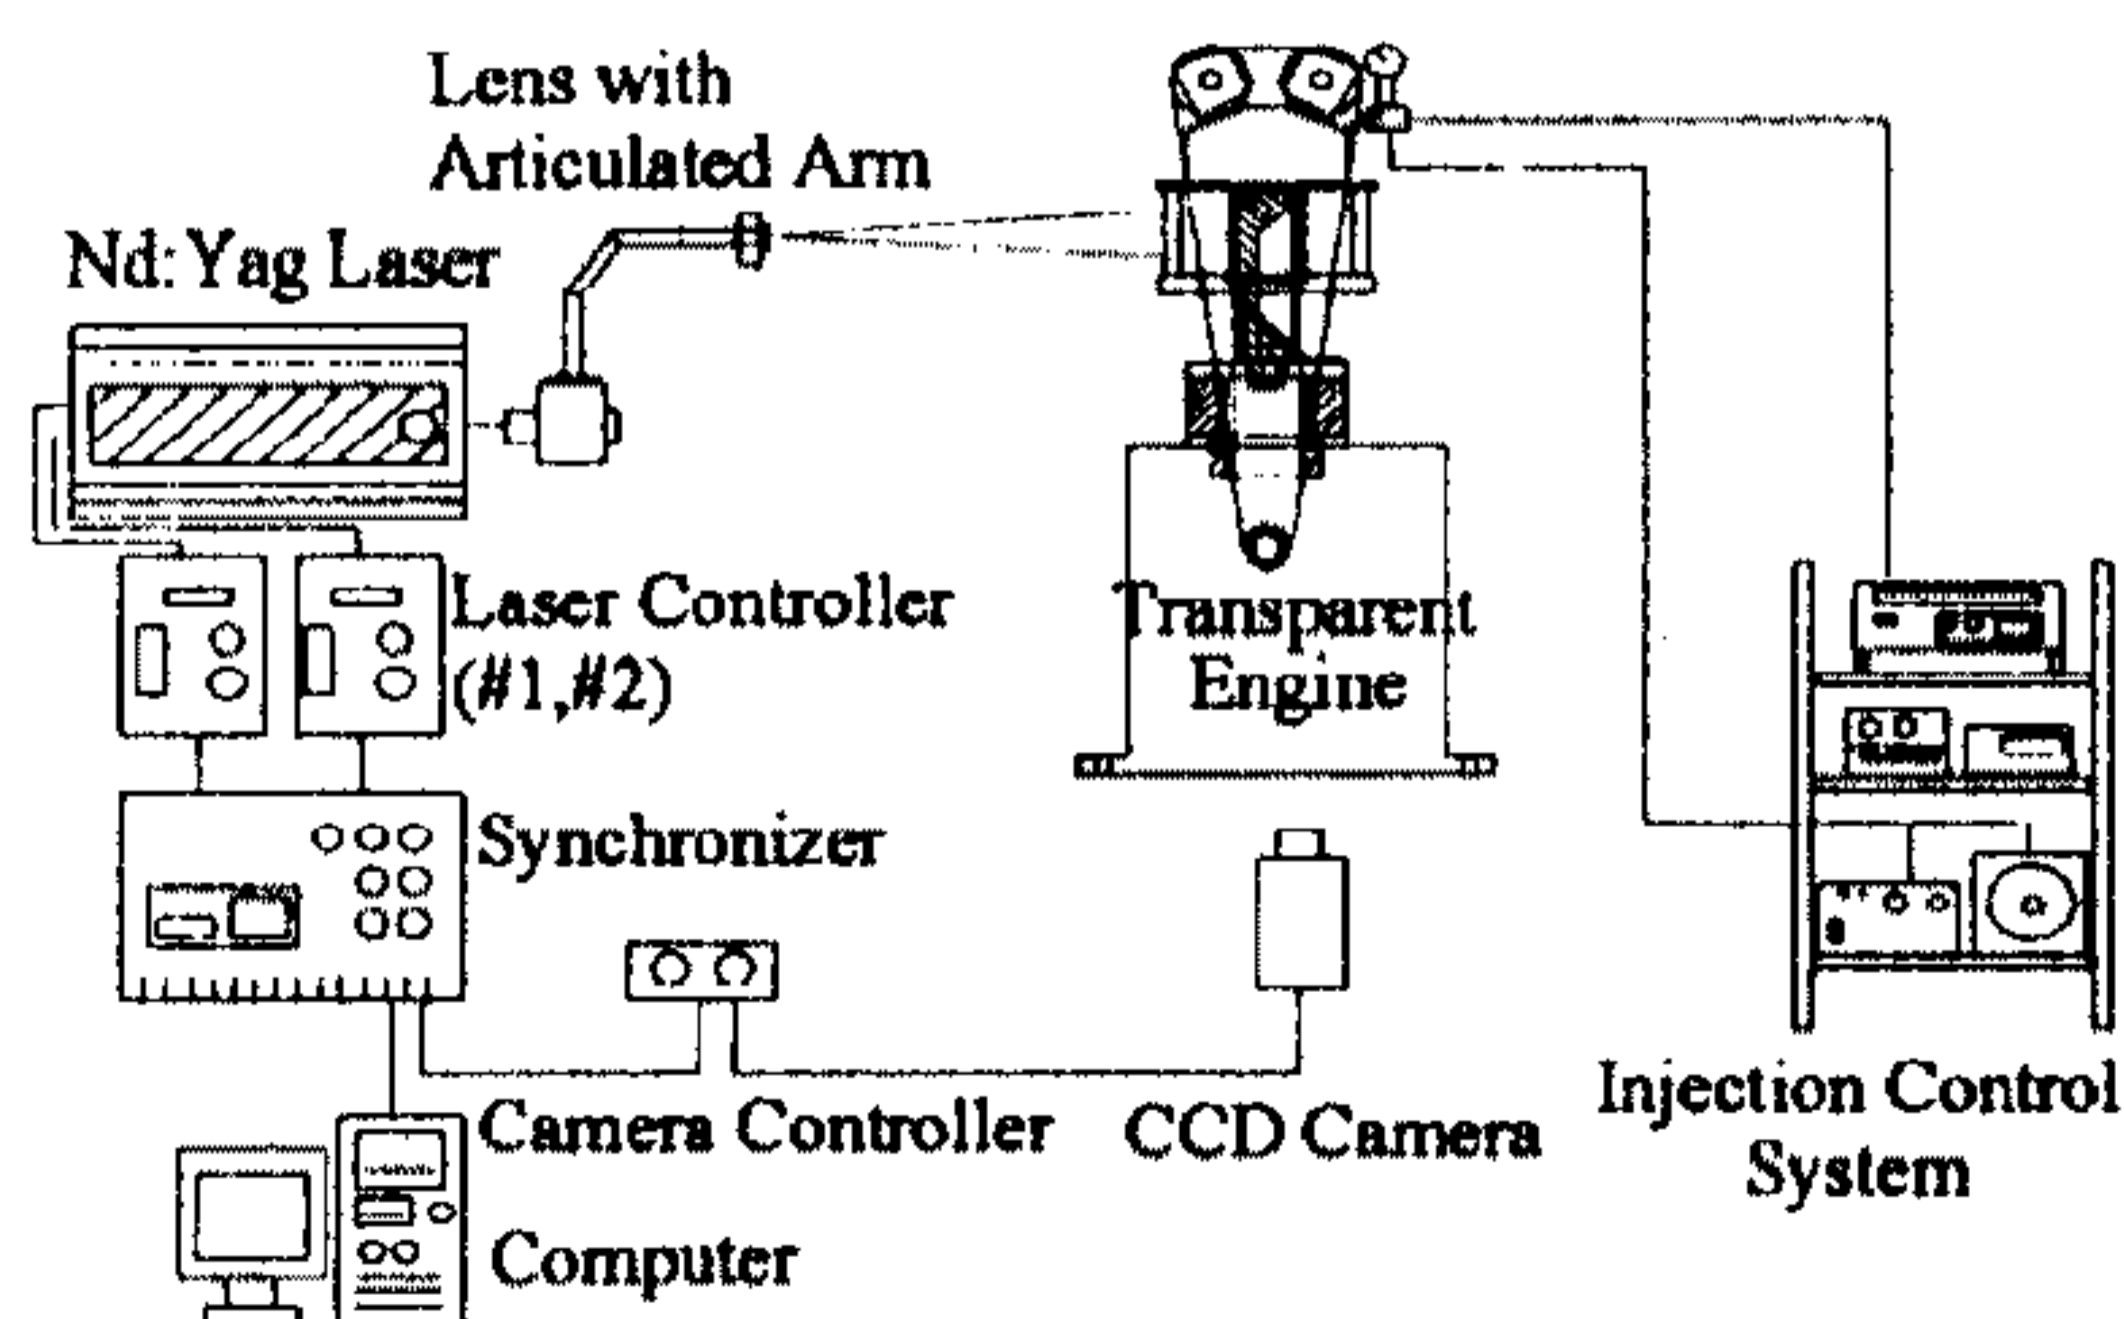 Lens with
Articulated Arm
Nd:Yag Laser
Laser Controller
(#1,#2)
Transparent
Engine
Synchronizer
Camera Controller
CCD Camera
Injection Control
System
Computer